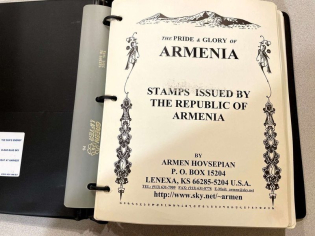 THE PRIDE & GLORY OF
ARMENIA
STAMPS ISSUED BY
THE REPUBLIC OF
ARMENIA
BY
ARMEN HOVSEPIAN
P. O. BOX 15204
LENEXA, KS 66285-5204 U.S.A.
http://www.sky.net/~armen